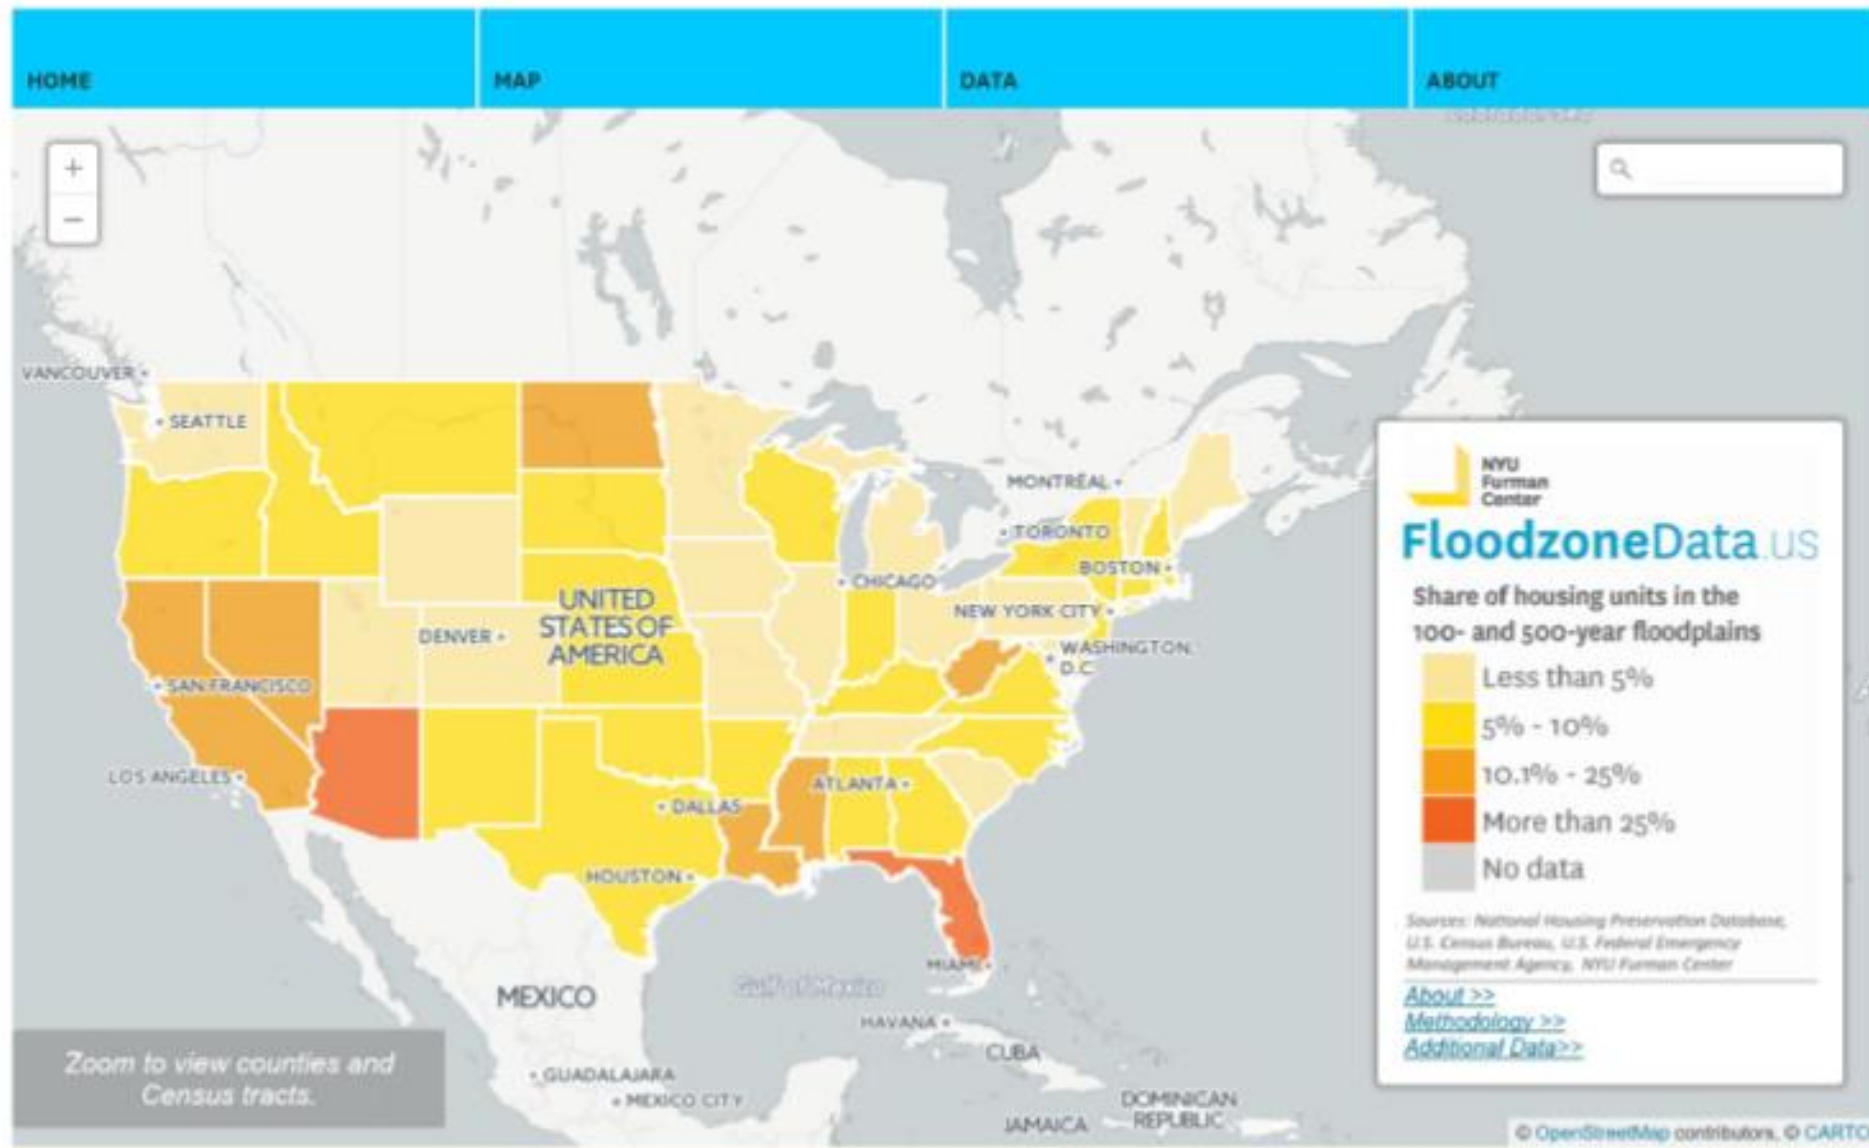 HOME
MAP
DATA
ABOUT
+
−
VANCOUVER
SEATTLE
MONTRÉAL
TORONTO
BOSTON
CHICAGO
NEW YORK CITY
UNITED
STATES OF
AMERICA
DENVER
WASHINGTON,
D.C.
SAN FRANCISCO
LOS ANGELES
ATLANTA
DALLAS
HOUSTON
MIAMI
MEXICO
Gulf of Mexico
HAVANA
CUBA
GUADALAJARA
MEXICO CITY
DOMINICAN
REPUBLIC
JAMAICA
Zoom to view counties and
Census tracts.
NYU
Furman
Center
FloodzoneData.us
Share of housing units in the
100- and 500-year floodplains
Less than 5%
5% - 10%
10.1% - 25%
More than 25%
No data
Sources: National Housing Preservation Database,
U.S. Census Bureau, U.S. Federal Emergency
Management Agency, NYU Furman Center
About >>
Methodology >>
Additional Data>>
© OpenStreetMap contributors, © CARTO